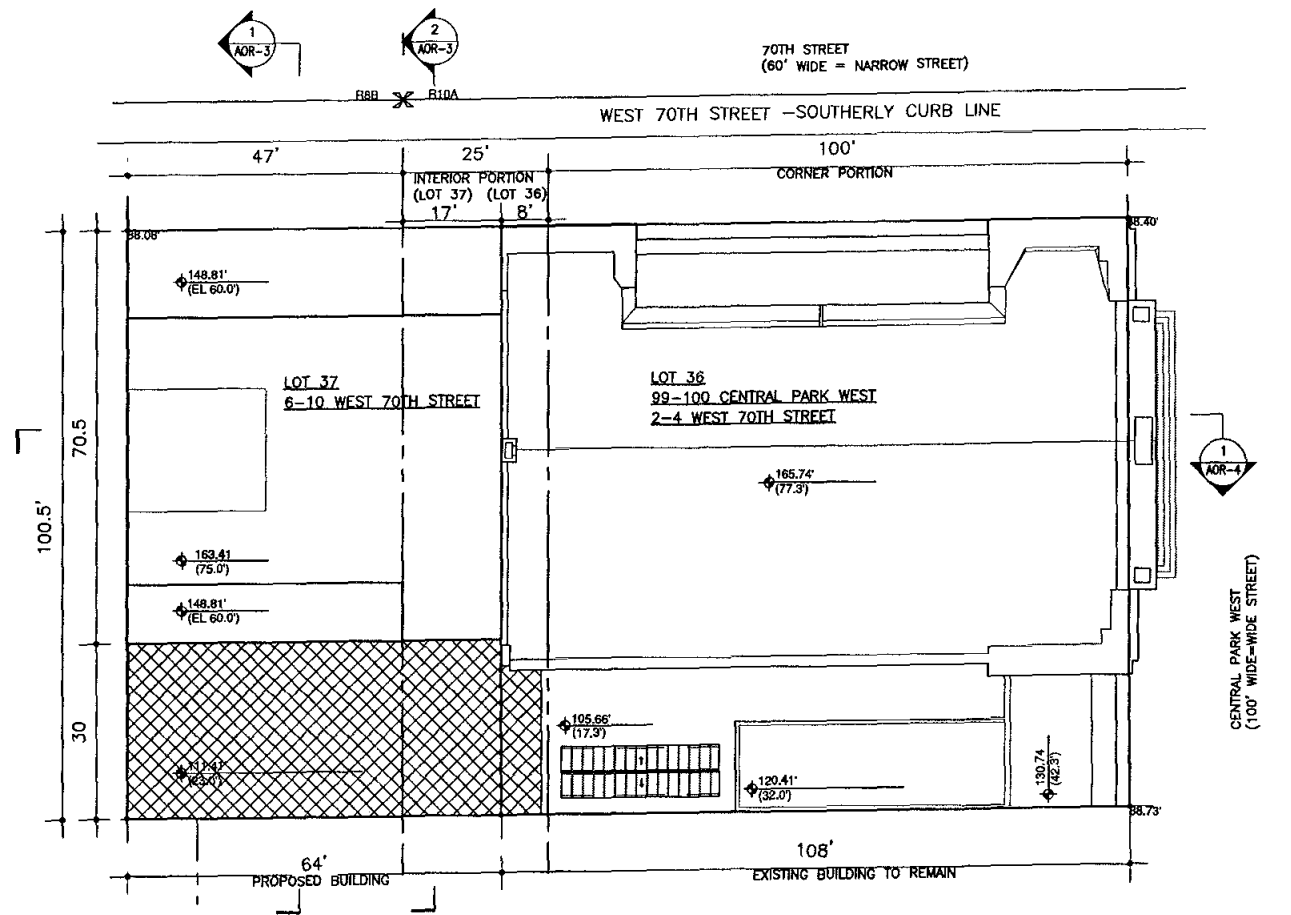 1
AOR-3
2
AOR-3
70TH STREET
(60' WIDE = NARROW STREET)
R8B
R10A
WEST 70TH STREET -SOUTHERLY CURB LINE
47'
25'
100'
INTERIOR PORTION
(LOT 37) (LOT 36)
CORNER PORTION
17'
8'
88.08'
88.40'
148.81'
(EL 60.0')
LOT 37
6-10 WEST 70TH STREET
LOT 36
99-100 CENTRAL PARK WEST
2-4 WEST 70TH STREET
70.5
100.5'
1
AOR-4
165.74'
(77.3')
163.41
(75.0')
148.81'
(EL 60.0')
CENTRAL PARK WEST
(100' WIDE=WIDE STREET)
30
105.66'
(17.3')
111.41'
(23.0')
120.41'
(32.0')
130.74
(42.3')
88.73'
64'
PROPOSED BUILDING
108'
EXISTING BUILDING TO REMAIN